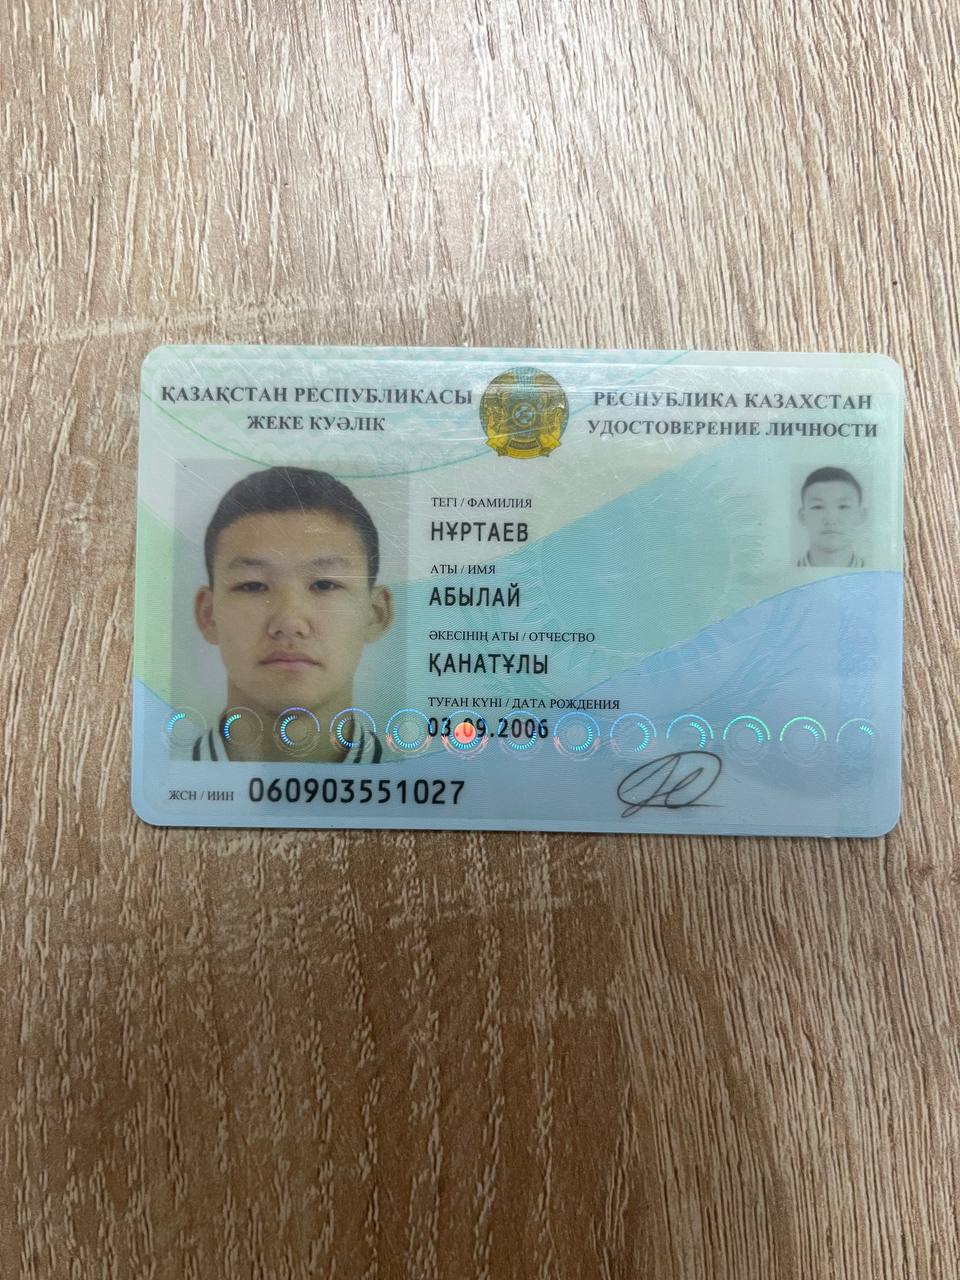 ҚАЗАҚСТАН РЕСПУБЛИКАСЫ
ЖЕКЕ КУӘЛІК
РЕСПУБЛИКА КАЗАХСТАН
УДОСТОВЕРЕНИЕ ЛИЧНОСТИ
ТЕГІ / ФАМИЛИЯ
НҰРТАЕВ
АТЫ / ИМЯ
АБЫЛАЙ
ӘКЕСІНІҢ АТЫ / ОТЧЕСТВО
ҚАНАТҰЛЫ
ТУҒАН КҮНІ / ДАТА РОЖДЕНИЯ
03.09.2006
ЖСН / ИИН 060903551027